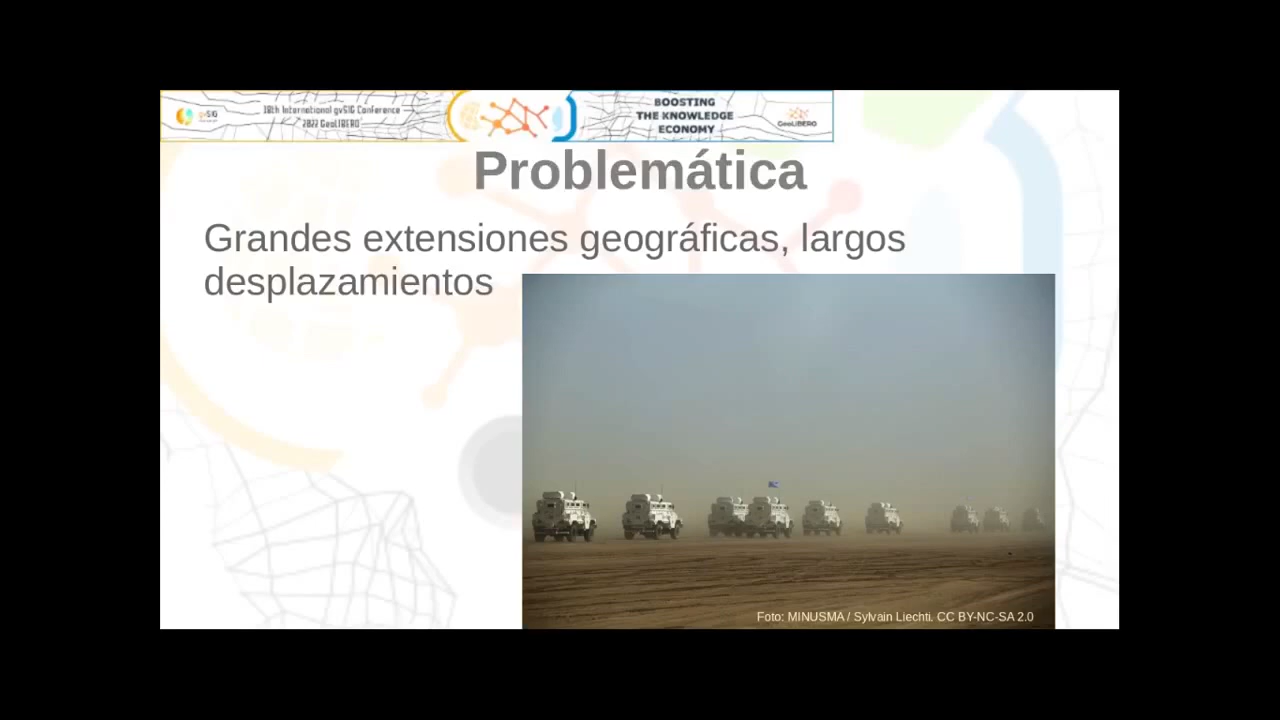 gvSIG
18th International gvSIG Conference
2022 GeoLIBERO
BOOSTING
THE KNOWLEDGE
ECONOMY
GeoLIBERO
Problemática
Grandes extensiones geográficas, largos
desplazamientos
Foto: MINUSMA / Sylvain Liechti. CC BY-NC-SA 2.0